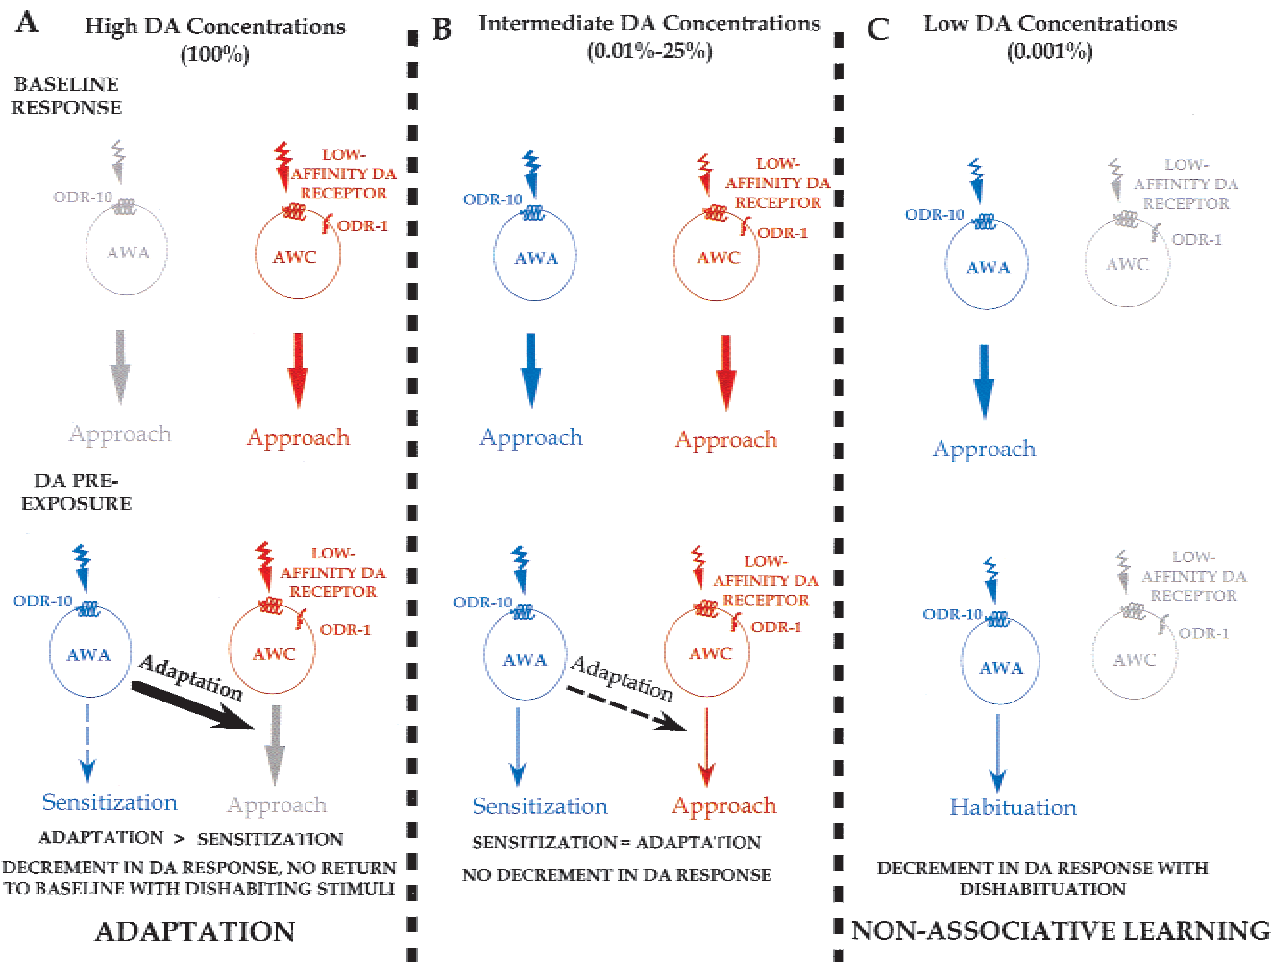 A
High DA Concentrations
(100%)
BASELINE
RESPONSE
ODR-10
AWA
LOW-
AFFINITY DA
RECEPTOR
ODR-1
AWC
Approach
Approach
DA PRE-
EXPOSURE
ODR-10
AWA
LOW-
AFFINITY DA
RECEPTOR
ODR-1
AWC
Adaptation
Sensitization
Approach
ADAPTATION > SENSITIZATION
DECREMENT IN DA RESPONSE, NO RETURN
TO BASELINE WITH DISHABITING STIMULI
ADAPTATION
B
Intermediate DA Concentrations
(0.01%-25%)
ODR-10
AWA
LOW-
AFFINITY DA
RECEPTOR
ODR-1
AWC
Approach
Approach
ODR-10
AWA
LOW-
AFFINITY DA
RECEPTOR
ODR-1
AWC
Adaptation
Sensitization
Approach
SENSITIZATION = ADAPTATION
NO DECREMENT IN DA RESPONSE
C
Low DA Concentrations
(0.001%)
ODR-10
AWA
LOW-
AFFINITY DA
RECEPTOR
ODR-1
AWC
Approach
ODR-10
AWA
LOW-
AFFINITY DA
RECEPTOR
ODR-1
AWC
Habituation
DECREMENT IN DA RESPONSE WITH
DISHABITUATION
NON-ASSOCIATIVE LEARNING